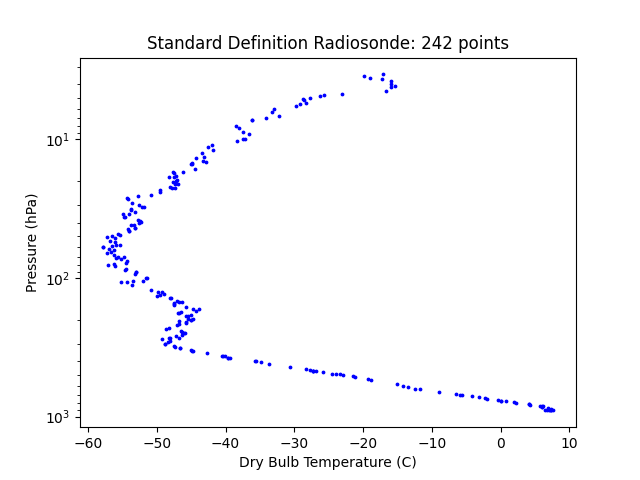 Standard Definition Radiosonde: 242 points
Pressure (hPa)
10¹
10²
10³
−60 −50 −40 −30 −20 −10 0 10
Dry Bulb Temperature (C)